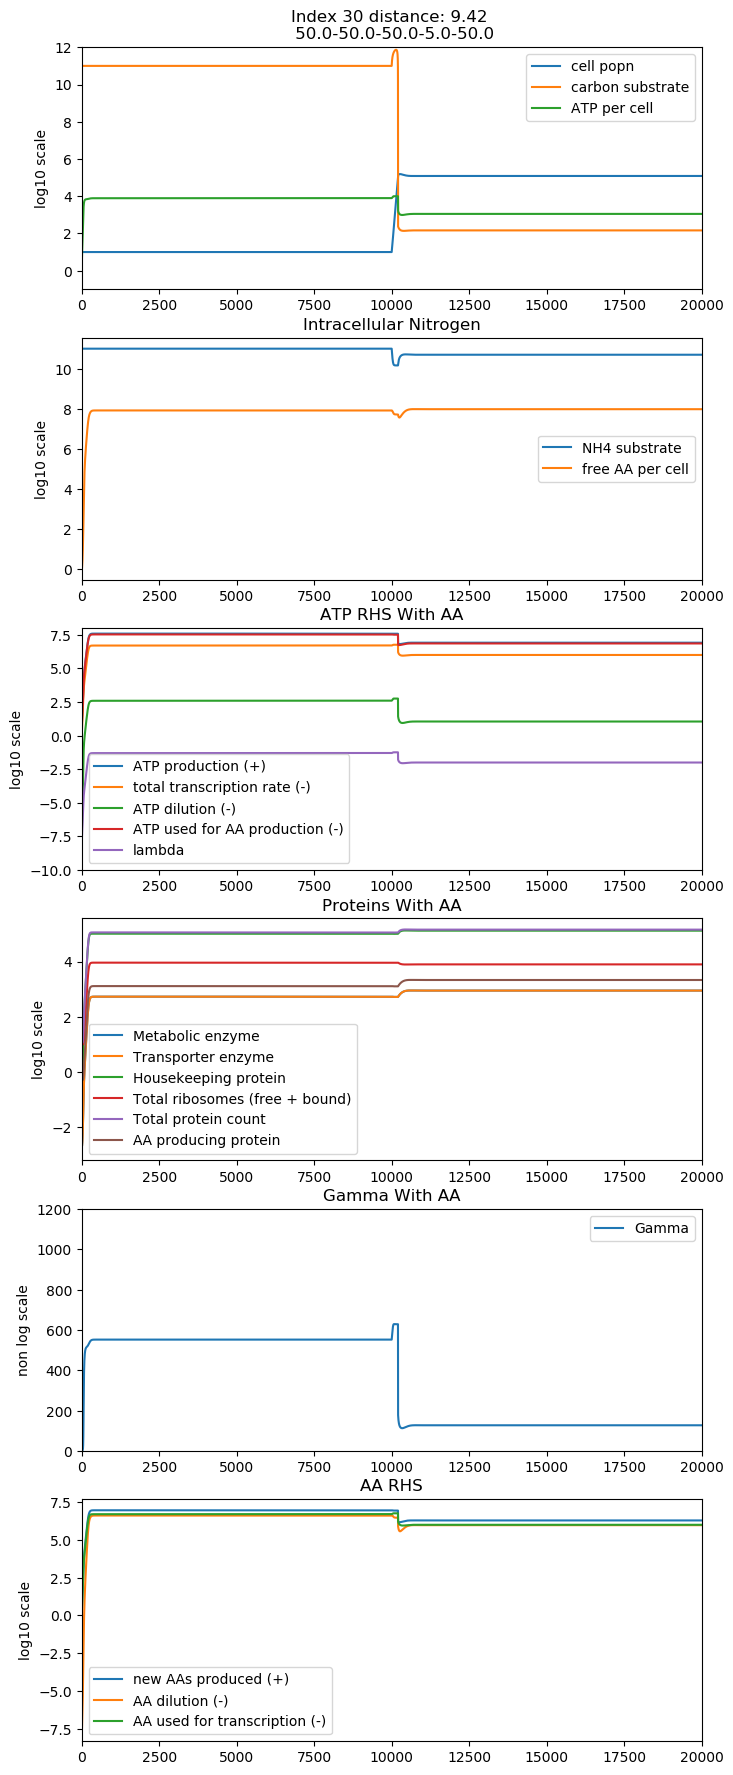 Index 30 distance: 9.42
50.0-50.0-50.0-5.0-50.0
12
10
8
6
4
2
0
log10 scale
cell popn
carbon substrate
ATP per cell
0 2500 5000 7500 10000 12500 15000 17500 20000
Intracellular Nitrogen
10
8
6
4
2
0
log10 scale
NH4 substrate
free AA per cell
0 2500 5000 7500 10000 12500 15000 17500 20000
ATP RHS With AA
7.5
5.0
2.5
0.0
−2.5
−5.0
−7.5
−10.0
log10 scale
ATP production (+)
total transcription rate (-)
ATP dilution (-)
ATP used for AA production (-)
lambda
0 2500 5000 7500 10000 12500 15000 17500 20000
Proteins With AA
4
2
0
−2
log10 scale
Metabolic enzyme
Transporter enzyme
Housekeeping protein
Total ribosomes (free + bound)
Total protein count
AA producing protein
0 2500 5000 7500 10000 12500 15000 17500 20000
Gamma With AA
1200
1000
800
600
400
200
0
non log scale
Gamma
0 2500 5000 7500 10000 12500 15000 17500 20000
AA RHS
7.5
5.0
2.5
0.0
−2.5
−5.0
−7.5
log10 scale
new AAs produced (+)
AA dilution (-)
AA used for transcription (-)
0 2500 5000 7500 10000 12500 15000 17500 20000